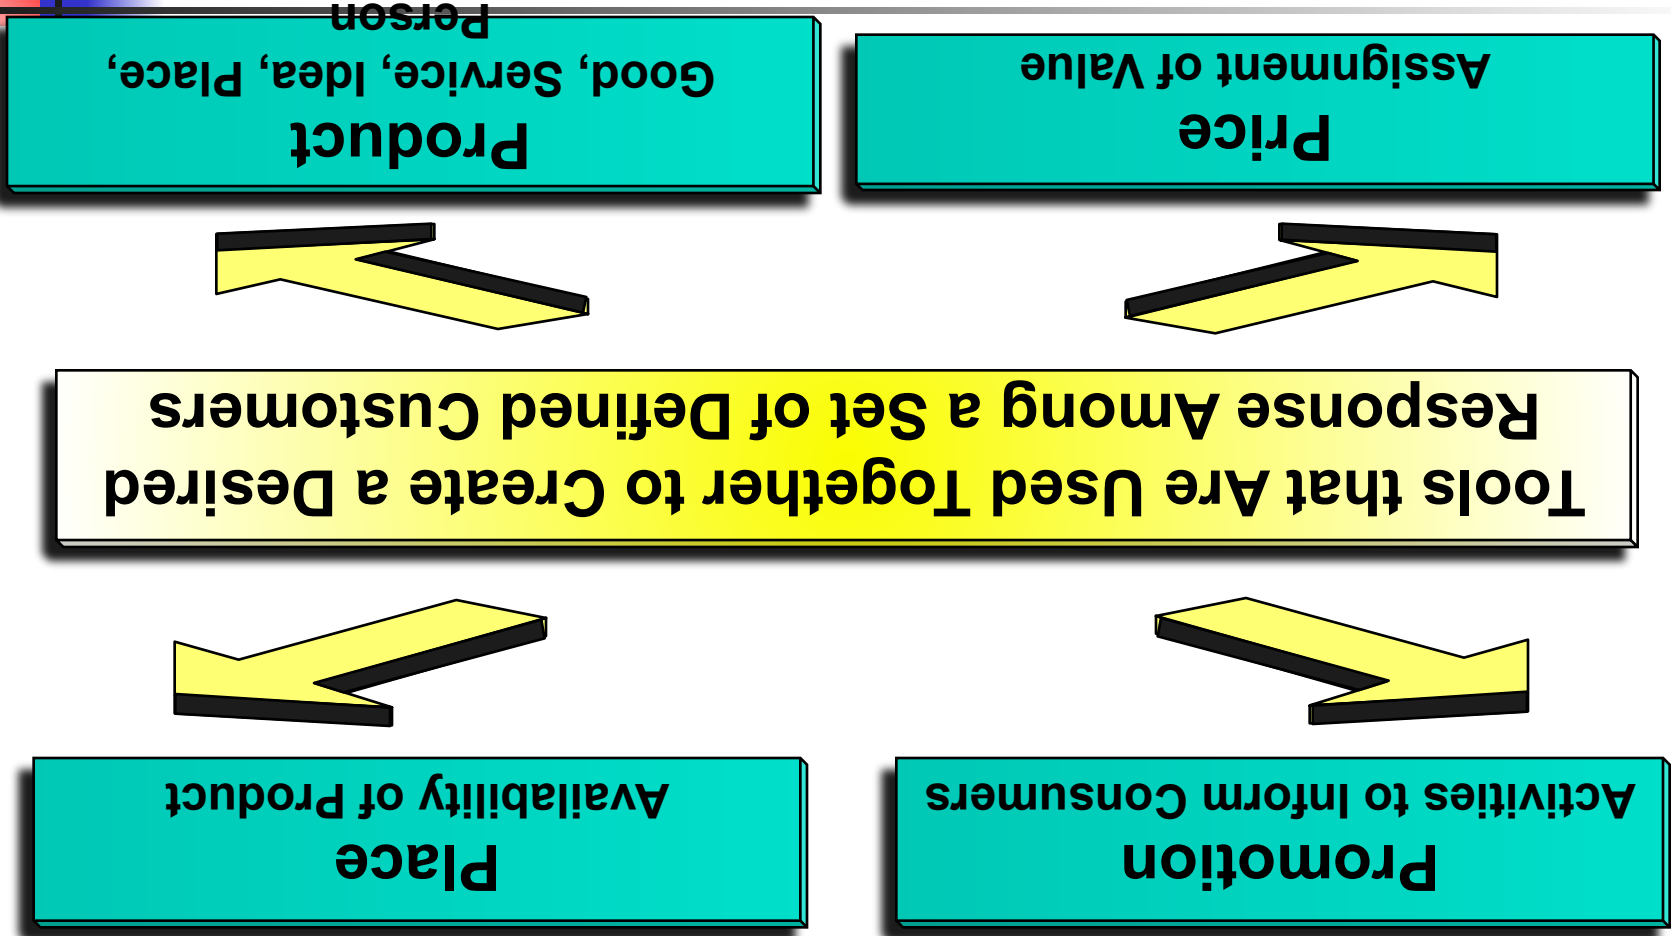 Promotion
Activities to Inform Consumers
Place
Availability of Product
Tools that Are Used Together to Create a Desired
Response Among a Set of Defined Customers
Price
Assignment of Value
Product
Good, Service, Idea, Place,
Person